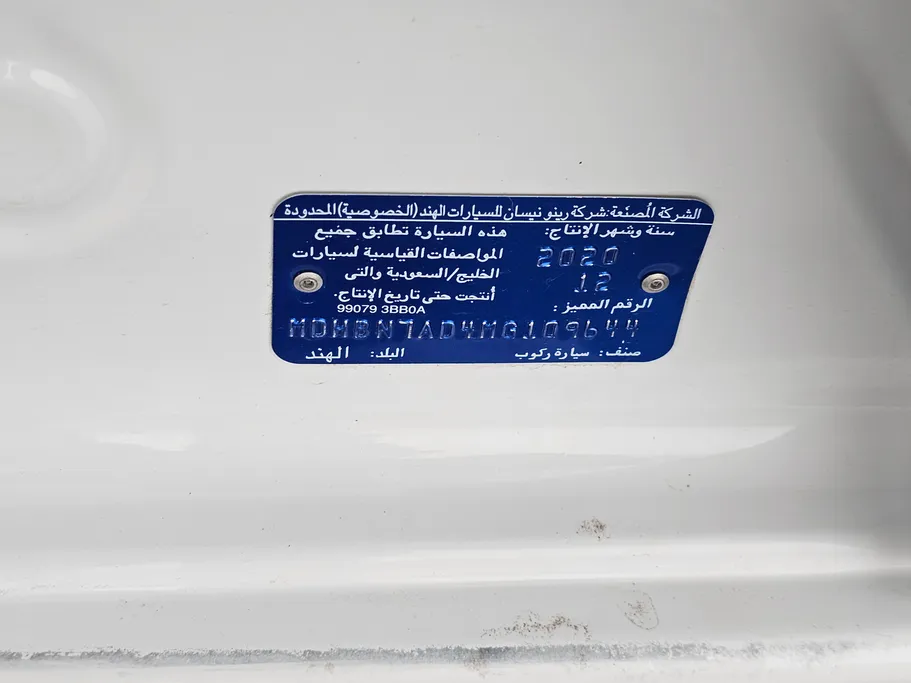 الشركة المُصنّعة: شركة رينو نيسان للسيارات الهند (الخصوصية) المحدودة
سنة وشهر الإنتاج:
2020
12
هذه السيارة تطابق جميع
المواصفات القياسية لسيارات
الخليج/السعودية والتى
أنتجت حتى تاريخ الإنتاج.
الرقم المميز:
99079 3BB0A
MDHBN7AD4MG109644
صنف: سيارة ركوب
البلد: الهند